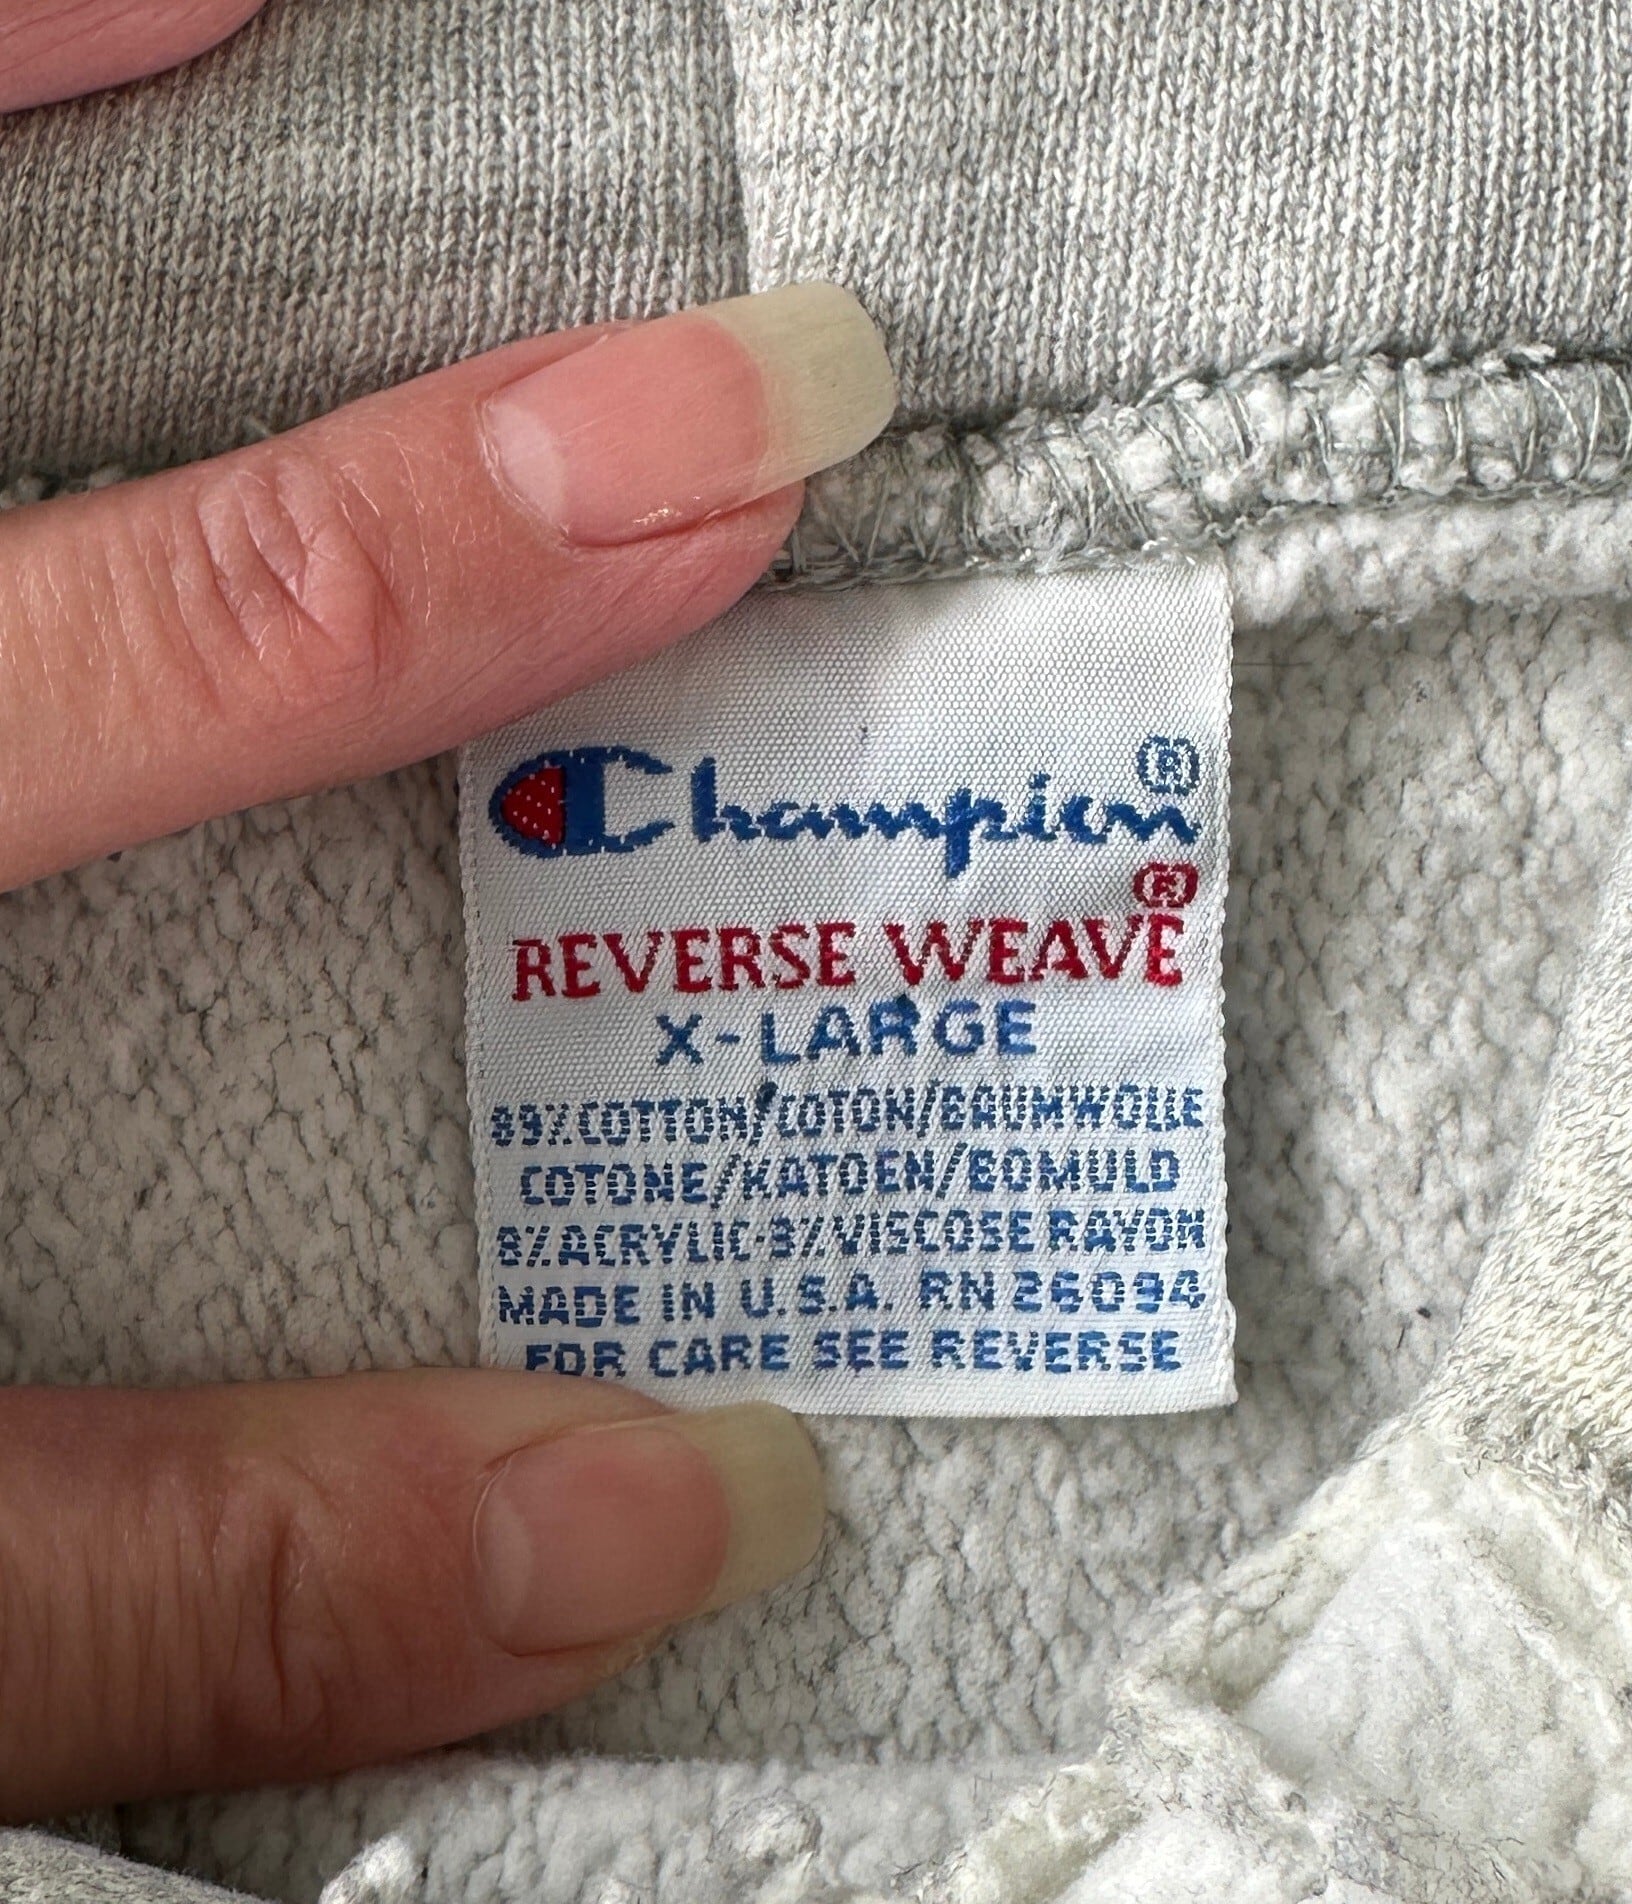 Champion®
REVERSE WEAVE®
X-LARGE
89% COTTON/COTON/BAUMWOLLE
COTONE/KATOEN/BOMULD
8% ACRYLIC·3% VISCOSE RAYON
MADE IN U.S.A. RN 26094
FOR CARE SEE REVERSE